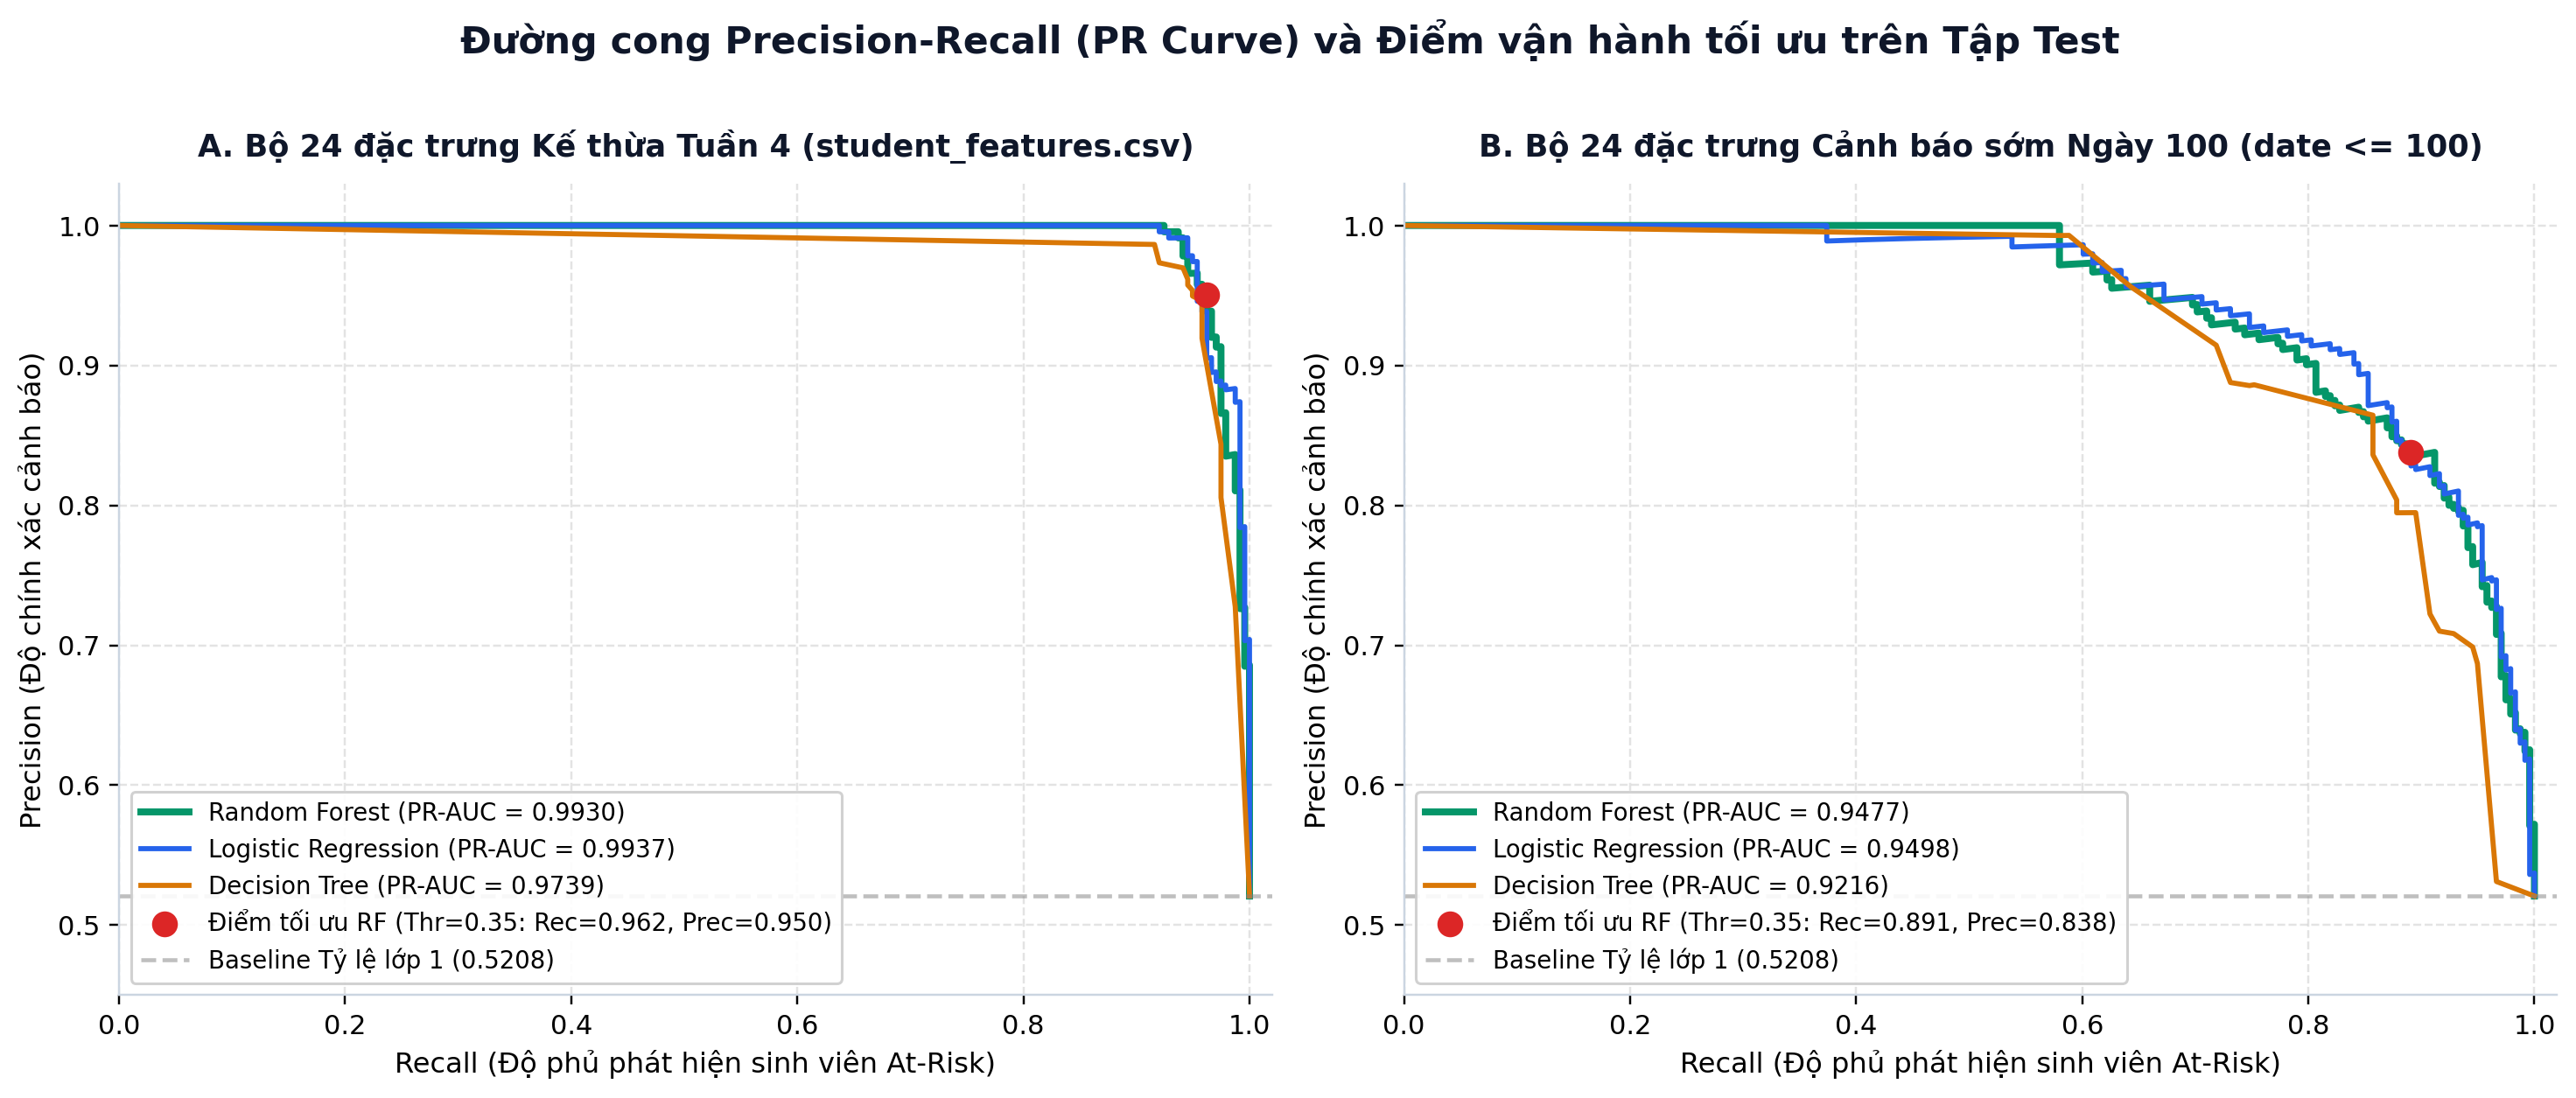 Đường cong Precision-Recall (PR Curve) và Điểm vận hành tối ưu trên Tập Test
A. Bộ 24 đặc trưng Kế thừa Tuần 4 (student_features.csv)
Precision (Độ chính xác cảnh báo)
1.0
0.9
0.8
0.7
0.6
0.5
Random Forest (PR-AUC = 0.9930)
Logistic Regression (PR-AUC = 0.9937)
Decision Tree (PR-AUC = 0.9739)
Điểm tối ưu RF (Thr=0.35: Rec=0.962, Prec=0.950)
Baseline Tỷ lệ lớp 1 (0.5208)
0.0 0.2 0.4 0.6 0.8 1.0
Recall (Độ phủ phát hiện sinh viên At-Risk)
B. Bộ 24 đặc trưng Cảnh báo sớm Ngày 100 (date <= 100)
Precision (Độ chính xác cảnh báo)
1.0
0.9
0.8
0.7
0.6
0.5
Random Forest (PR-AUC = 0.9477)
Logistic Regression (PR-AUC = 0.9498)
Decision Tree (PR-AUC = 0.9216)
Điểm tối ưu RF (Thr=0.35: Rec=0.891, Prec=0.838)
Baseline Tỷ lệ lớp 1 (0.5208)
0.0 0.2 0.4 0.6 0.8 1.0
Recall (Độ phủ phát hiện sinh viên At-Risk)